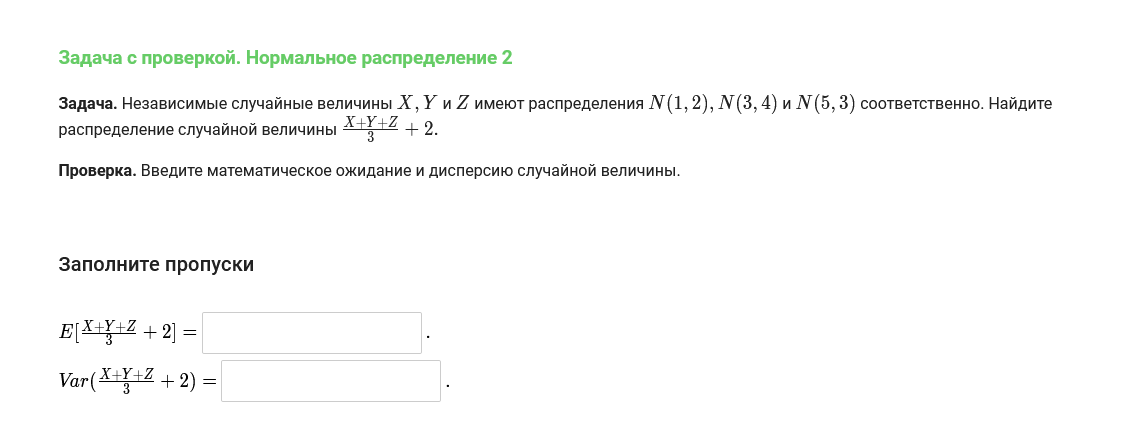 Задача с проверкой. Нормальное распределение 2
Задача. Независимые случайные величины X, Y и Z имеют распределения N(1, 2), N(3, 4) и N(5, 3) соответственно. Найдите
распределение случайной величины \frac{X+Y+Z}{3} + 2.
Проверка. Введите математическое ожидание и дисперсию случайной величины.
Заполните пропуски
E[\frac{X+Y+Z}{3} + 2] = .
Var(\frac{X+Y+Z}{3} + 2) = .